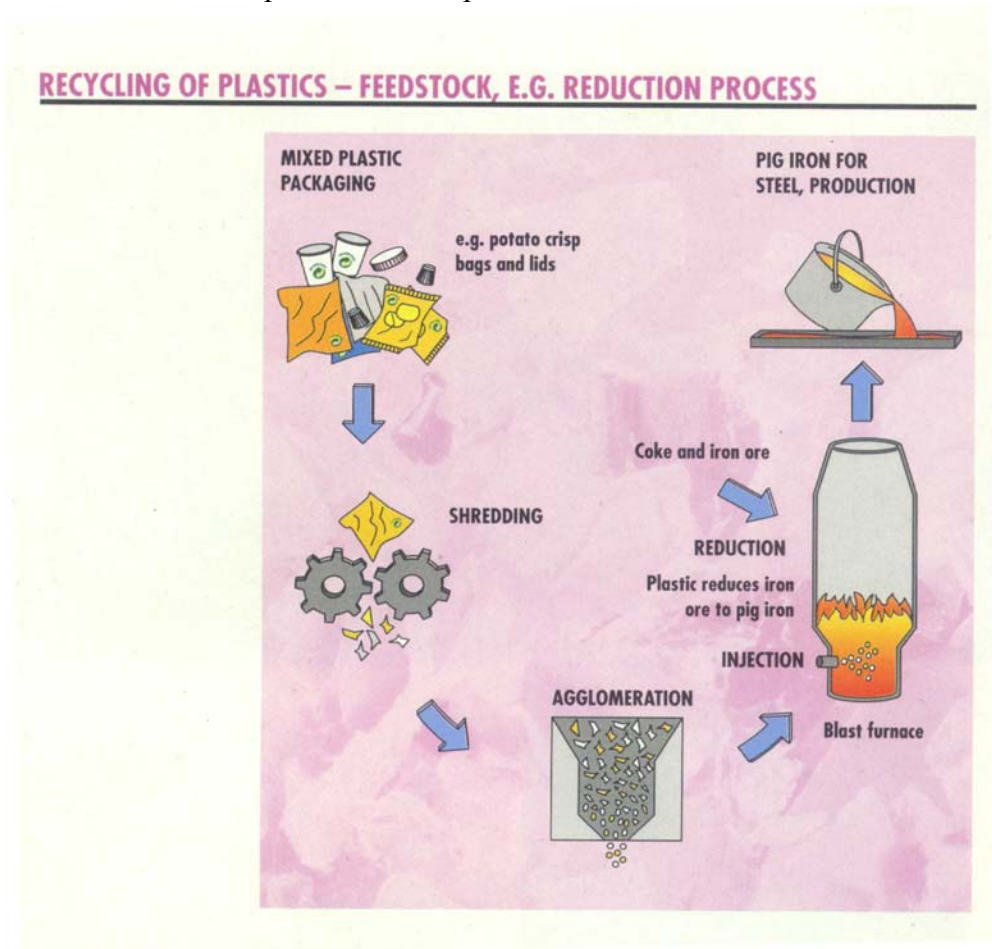 RECYCLING OF PLASTICS – FEEDSTOCK, E.G. REDUCTION PROCESS
MIXED PLASTIC
PACKAGING
e.g. potato crisp
bags and lids
SHREDDING
AGGLOMERATION
PIG IRON FOR
STEEL, PRODUCTION
Coke and iron ore
REDUCTION
Plastic reduces iron
ore to pig iron
INJECTION
Blast furnace